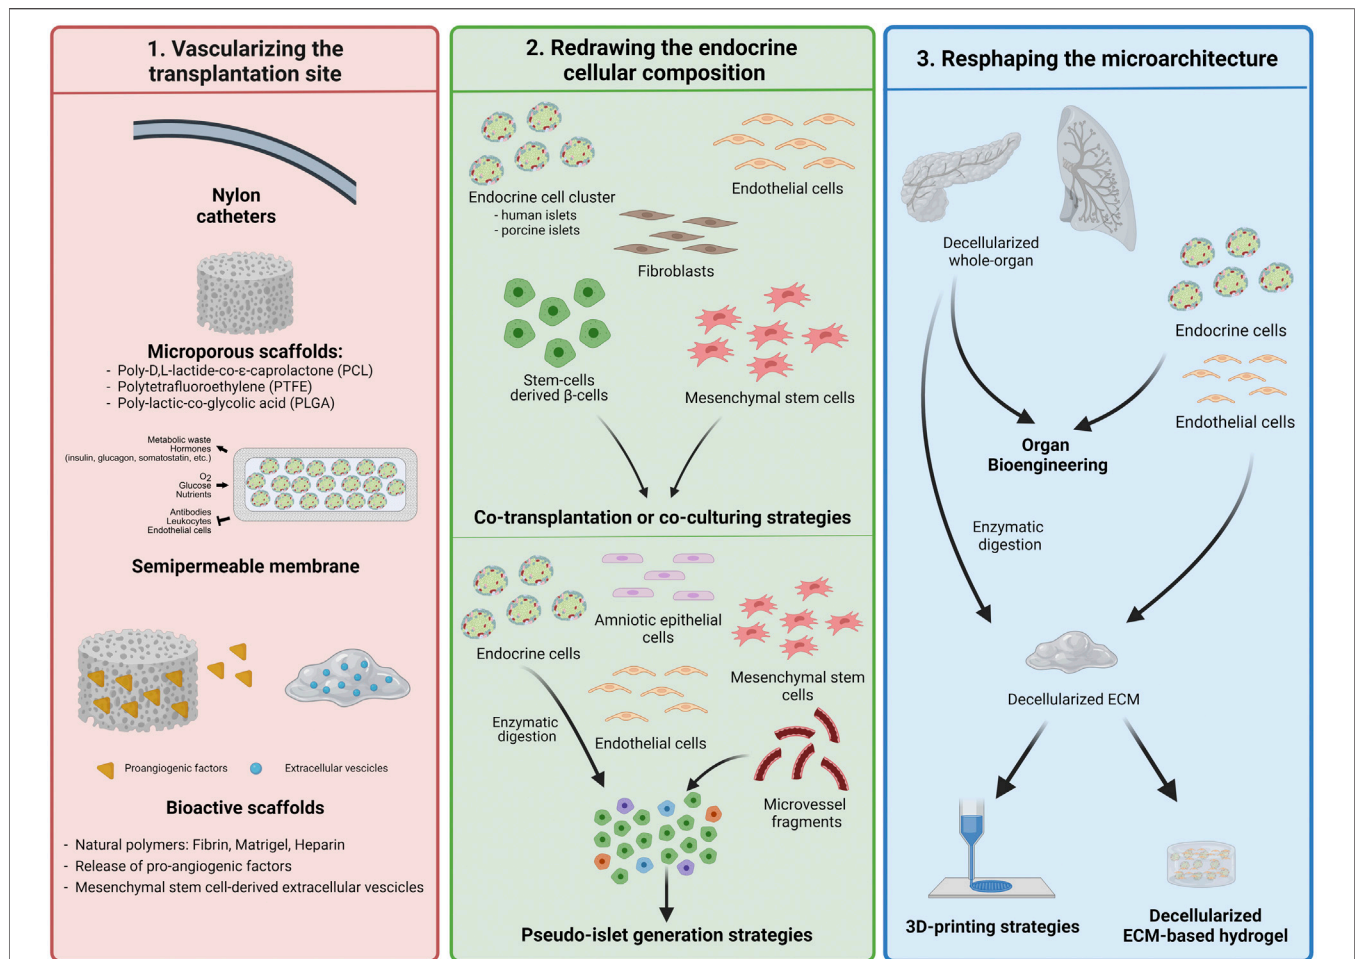 1. Vascularizing the
transplantation site
Nylon
catheters
Microporous scaffolds:
- Poly-D,L-lactide-co-ε-caprolactone (PCL)
- Polytetrafluoroethylene (PTFE)
- Poly-lactic-co-glycolic acid (PLGA)
Metabolic waste
Hormones
(insulin, glucagon, somatostatin, etc.)
O2
Glucose
Nutrients
Antibodies
Leukocytes
Endothelial cells
Semipermeable membrane
Proangiogenic factors
Extracellular vesicles
Bioactive scaffolds
- Natural polymers: Fibrin, Matrigel, Heparin
- Release of pro-angiogenic factors
- Mesenchymal stem cell-derived extracellular vesicles
2. Redrawing the endocrine
cellular composition
Endocrine cell cluster
- human islets
- porcine islets
Endothelial cells
Fibroblasts
Stem-cells
derived β-cells
Mesenchymal stem cells
Co-transplantation or co-culturing strategies
Endocrine cells
Amniotic epithelial
cells
Mesenchymal stem
cells
Enzymatic
digestion
Endothelial cells
Microvessel
fragments
Pseudo-islet generation strategies
3. Resphaping the microarchitecture
Decellularized
whole-organ
Endocrine cells
Endothelial cells
Organ
Bioengineering
Enzymatic
digestion
Decellularized ECM
3D-printing strategies
Decellularized
ECM-based hydrogel